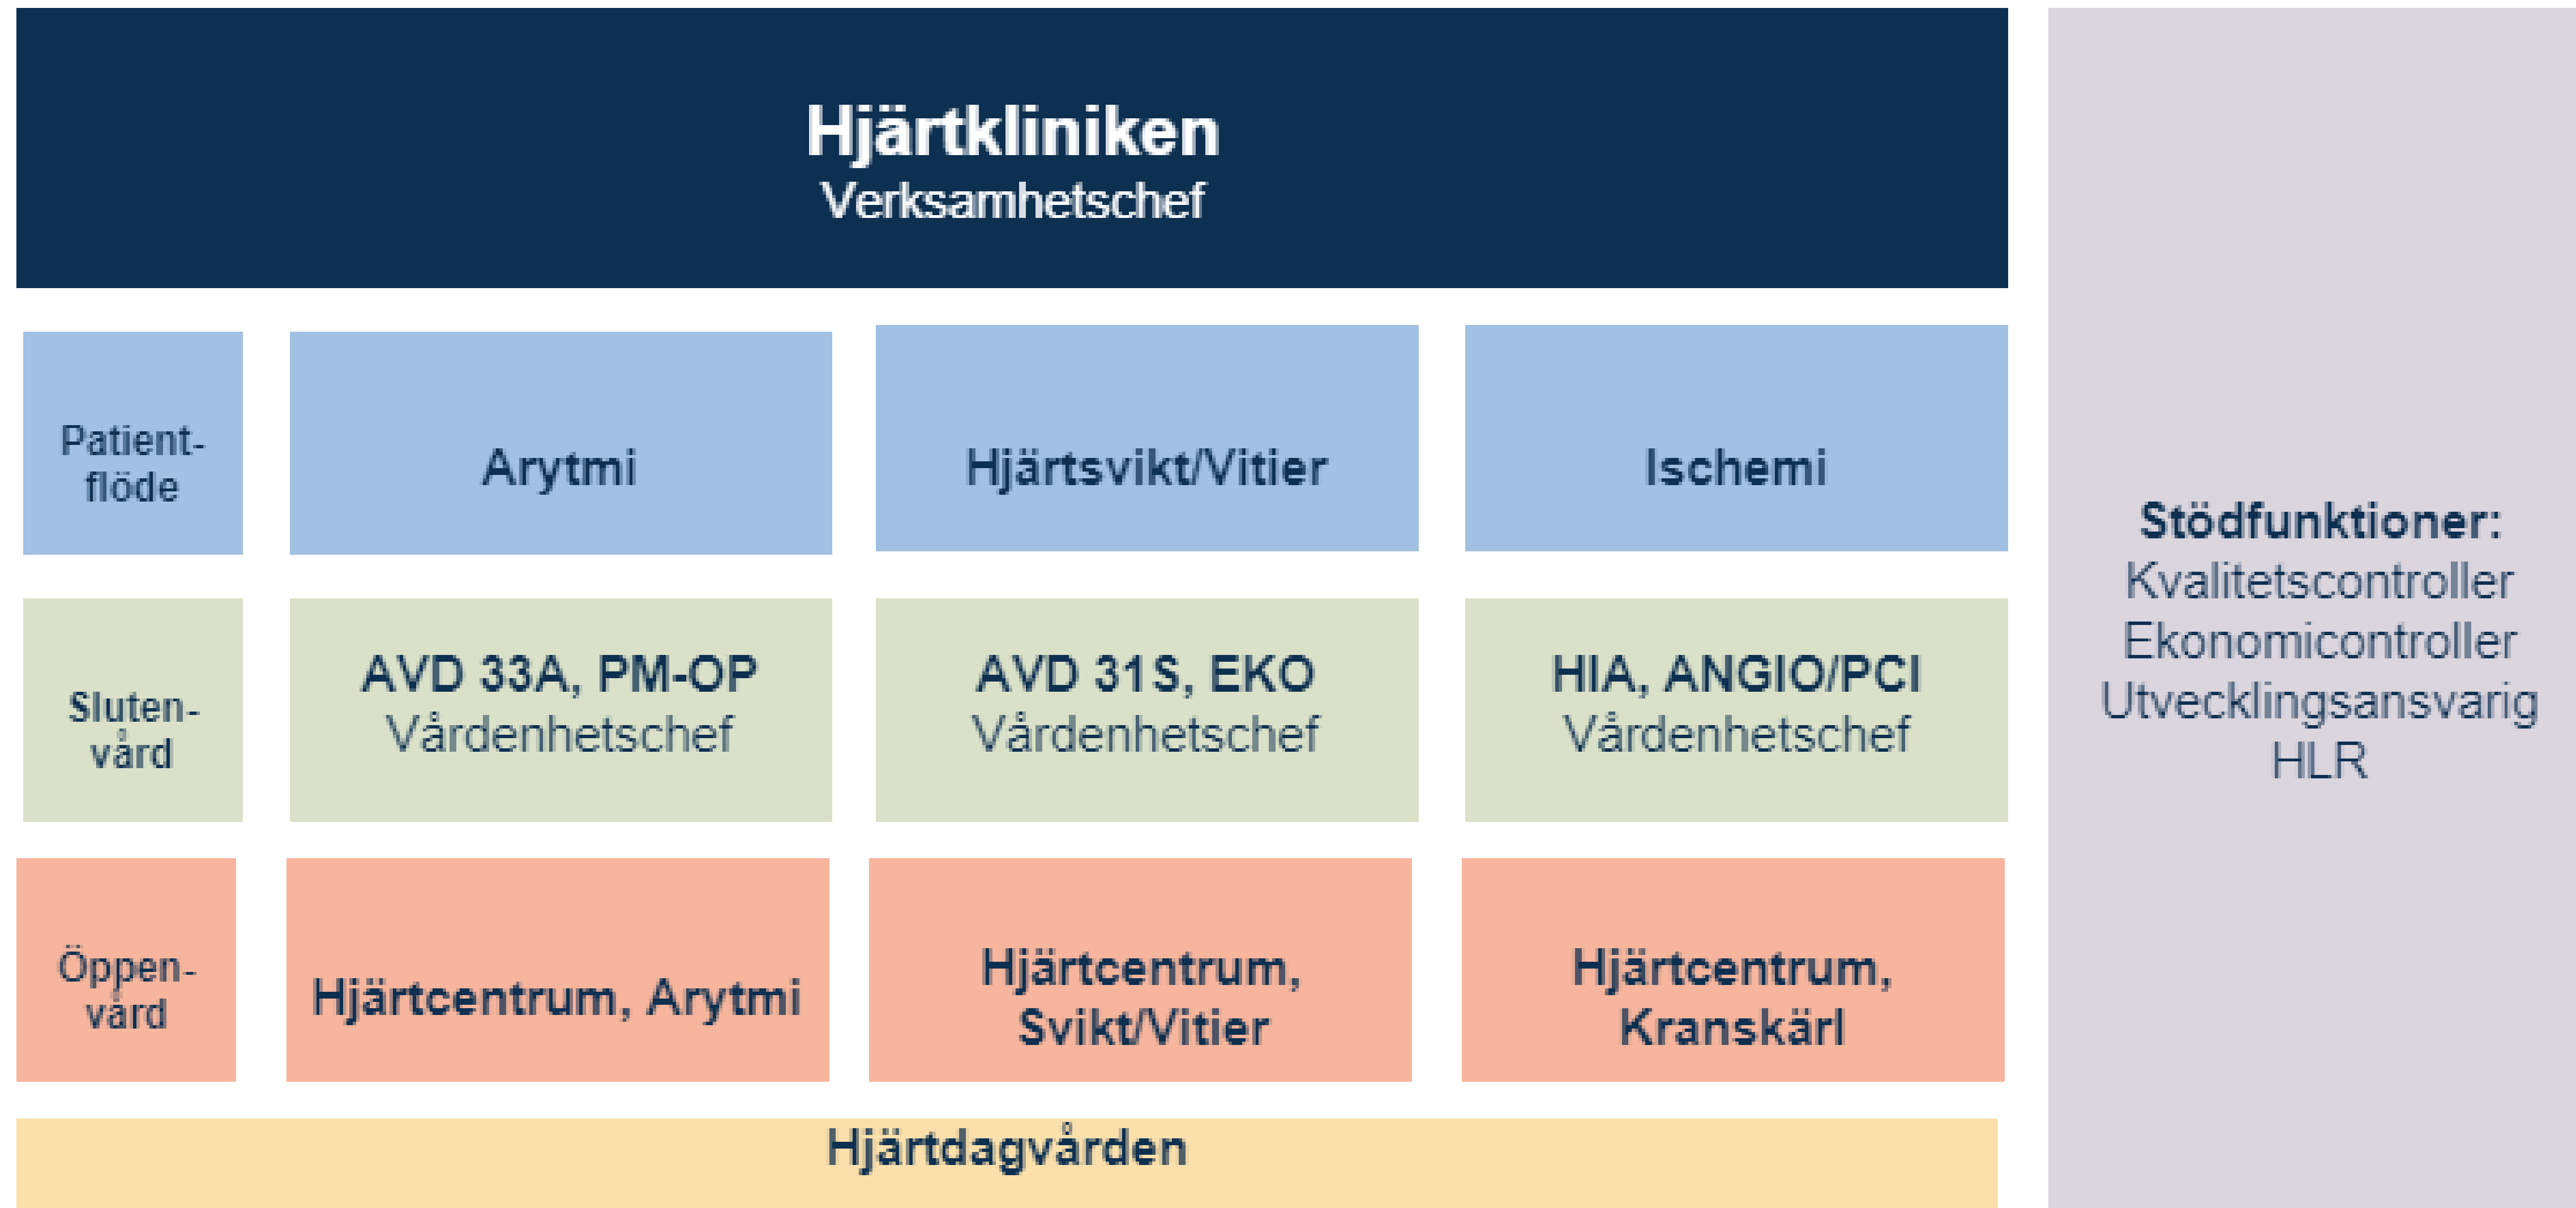 Hjärtkliniken
Verksamhetschef
Patient-
flöde
Arytmi
Hjärtsvikt/Vitier
Ischemi
Sluten-
vård
AVD 33A, PM-OP
Vårdenhetschef
AVD 31S, EKO
Vårdenhetschef
HIA, ANGIO/PCI
Vårdenhetschef
Öppen-
vård
Hjärtcentrum, Arytmi
Hjärtcentrum,
Svikt/Vitier
Hjärtcentrum,
Kranskärl
Hjärtdagvården
Stödfunktioner:
Kvalitetscontroller
Ekonomicontroller
Utvecklingsansvarig
HLR